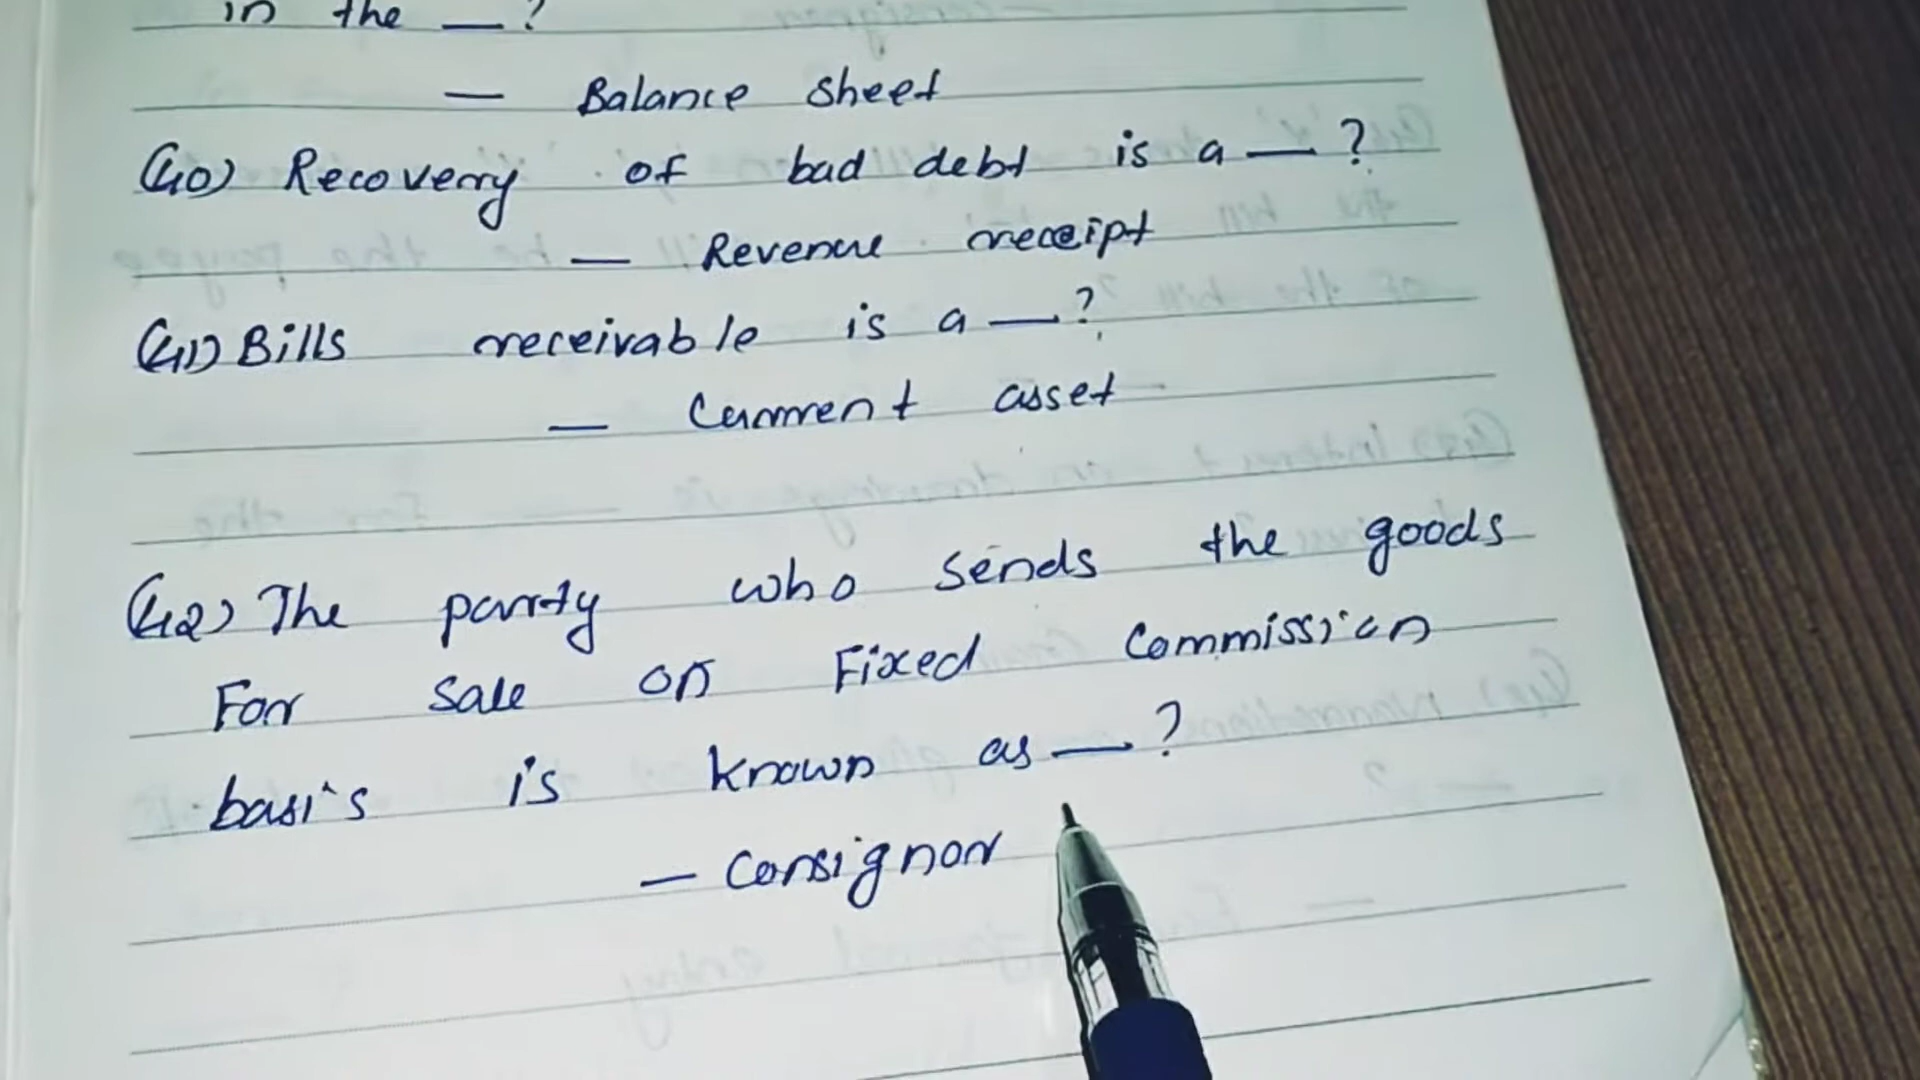 in the — ?
— Balance sheet
(40) Recovery of bad debt is a — ?
— Revenue receipt
(41) Bills receivable is a — ?
— Current asset
(42) The party who sends the goods
For sale on Fixed Commission
basis is known as — ?
— Consignor